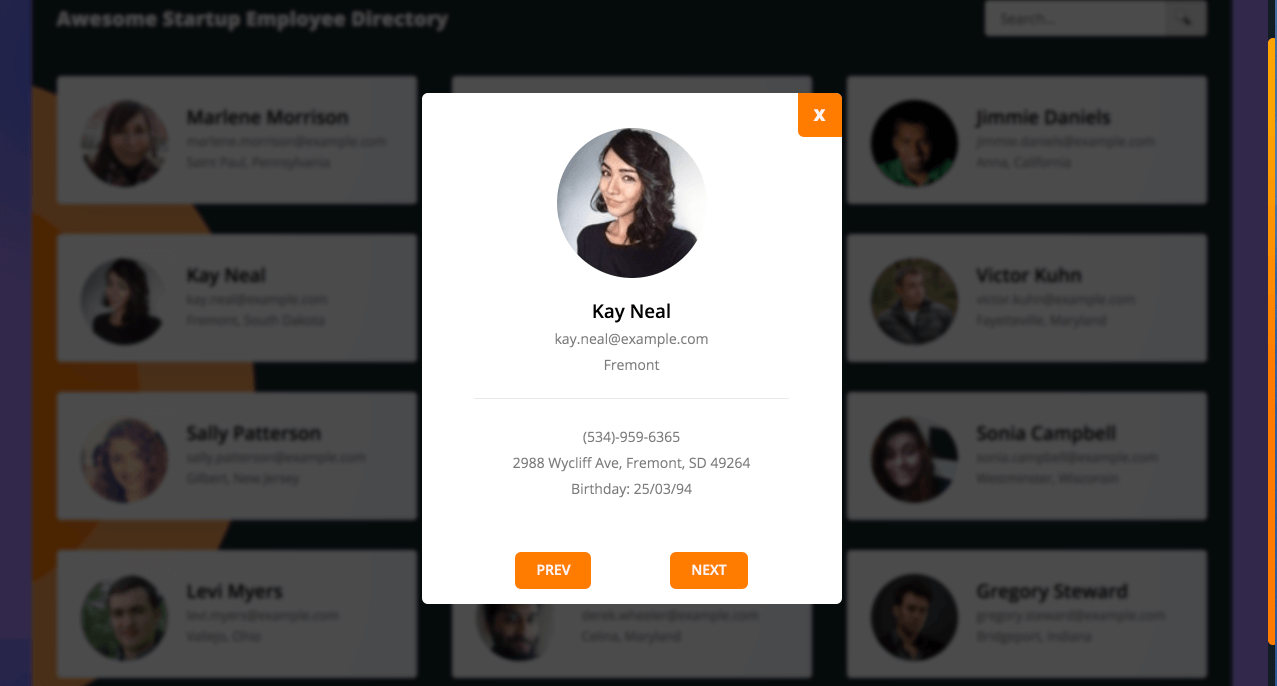 Awesome Startup Employee Directory
Search...
Marlene Morrison
marlene.morrison@example.com
Saint Paul, Pennsylvania
Jimmie Daniels
jimmie.daniels@example.com
Anna, California
Kay Neal
kay.neal@example.com
Fremont, South Dakota
Victor Kuhn
victor.kuhn@example.com
Fayetteville, Maryland
Sally Patterson
sally.patterson@example.com
Gilbert, New Jersey
Sonia Campbell
sonia.campbell@example.com
Westminster, Wisconsin
Levi Myers
levi.myers@example.com
Vallejo, Ohio
derek.wheeler@example.com
Celina, Maryland
Gregory Steward
gregory.steward@example.com
Bridgeport, Indiana
X
Kay Neal
kay.neal@example.com
Fremont
(534)-959-6365
2988 Wycliff Ave, Fremont, SD 49264
Birthday: 25/03/94
PREV NEXT